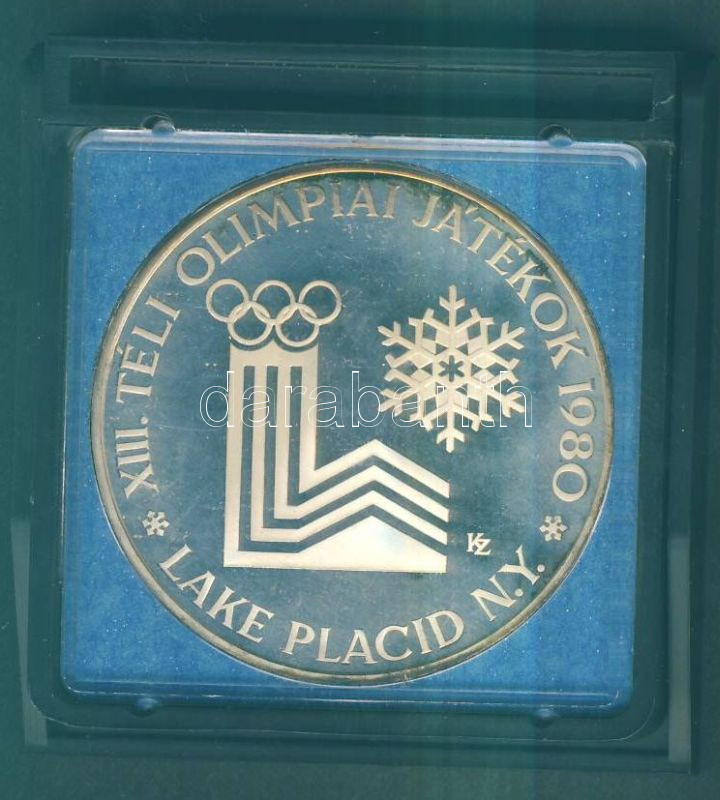 XIII. TÉLI OLIMPIAI JÁTÉKOK 1980
darabanth
KZ
* LAKE PLACID N.Y. *